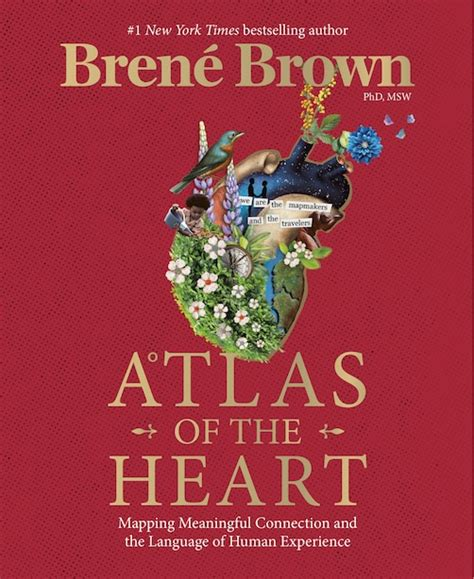 #1 New York Times bestselling author
Brené Brown
PhD, MSW
we are the mapmakers
and the travelers
ATLAS
OF THE
HEART
Mapping Meaningful Connection and
the Language of Human Experience